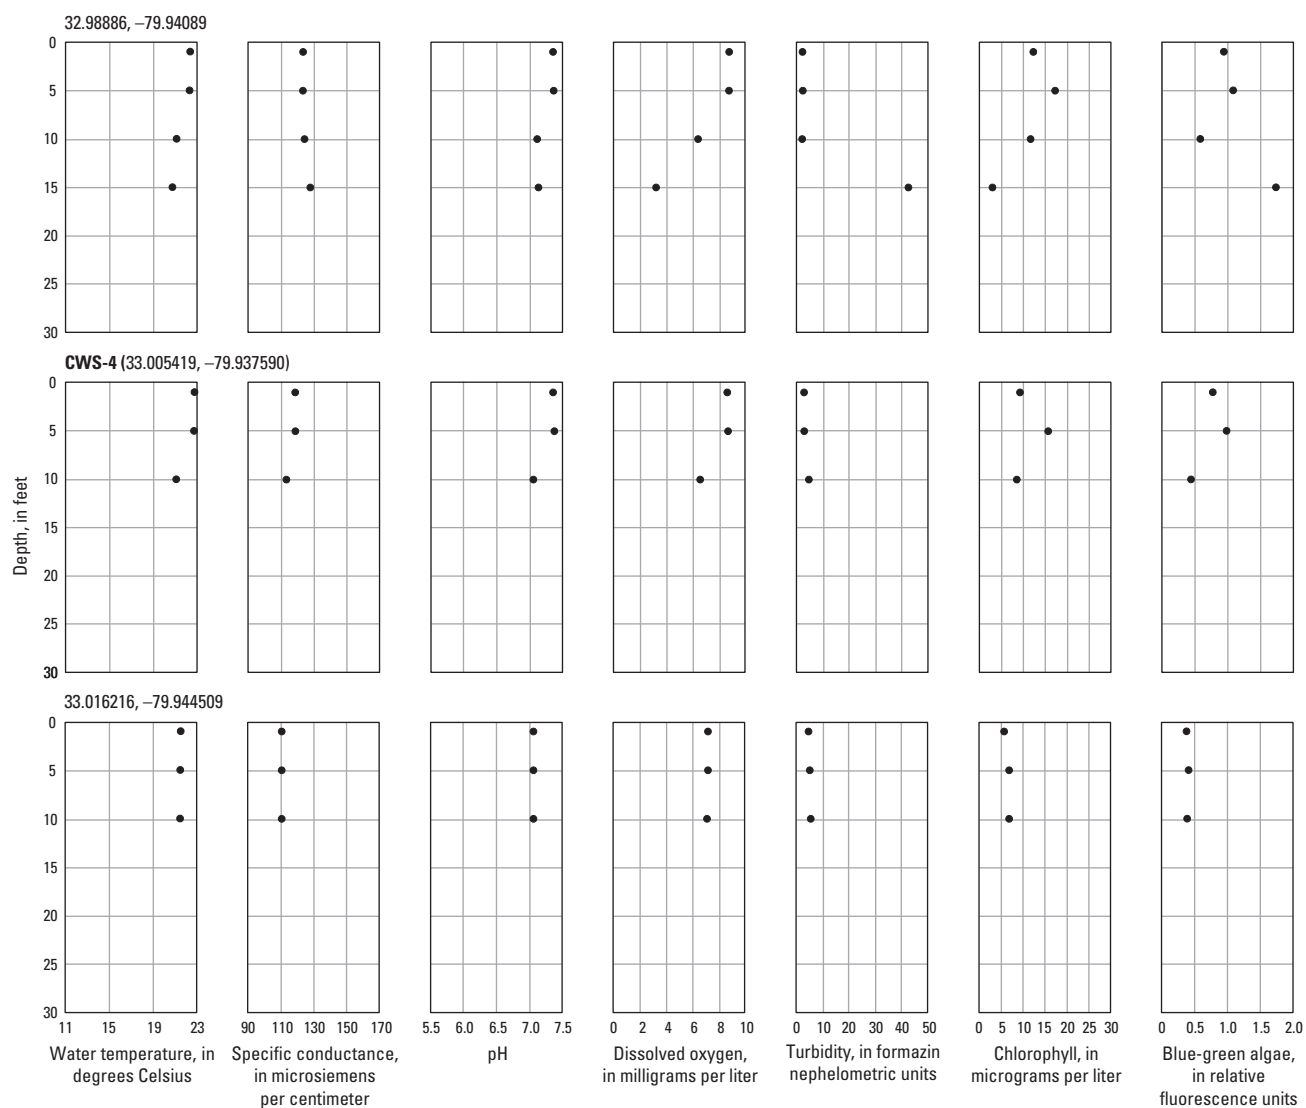 32.98886, –79.94089
0
5
10
15
20
25
30
CWS-4 (33.005419, –79.937590)
0
5
10
15
20
25
30
Depth, in feet
33.016216, –79.944509
0
5
10
15
20
25
30
11 15 19 23
90 110 130 150 170
5.5 6.0 6.5 7.0 7.5
0 2 4 6 8 10
0 10 20 30 40 50
0 5 10 15 20 25 30
0 0.5 1.0 1.5 2.0
Water temperature, in
degrees Celsius
Specific conductance,
in microsiemens
per centimeter
pH
Dissolved oxygen,
in milligrams per liter
Turbidity, in formazin
nephelometric units
Chlorophyll, in
micrograms per liter
Blue-green algae,
in relative
fluorescence units